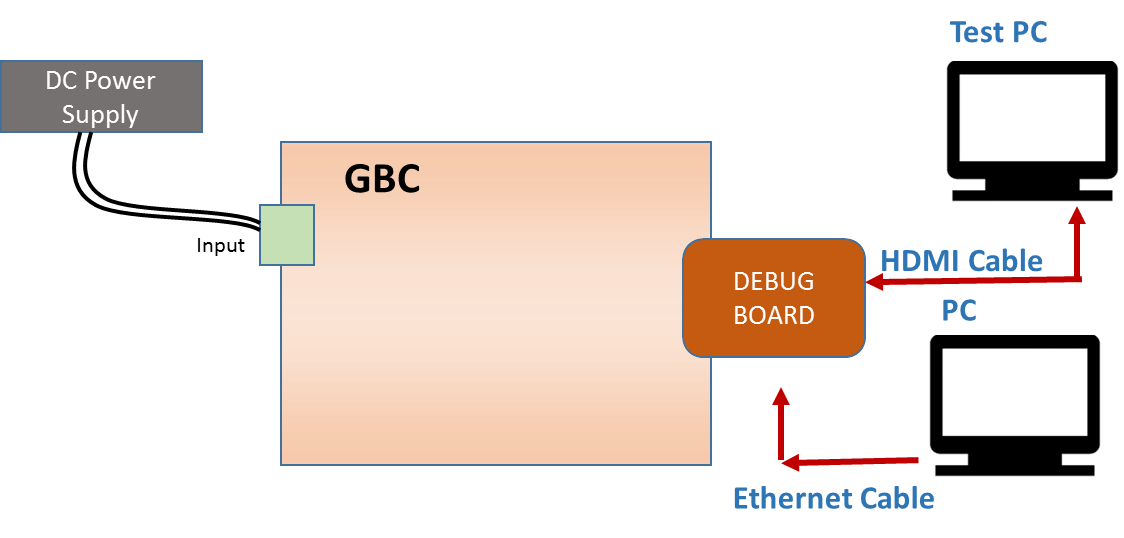 Test PC
DC Power
Supply
GBC
Input
HDMI Cable
DEBUG
BOARD
PC
Ethernet Cable